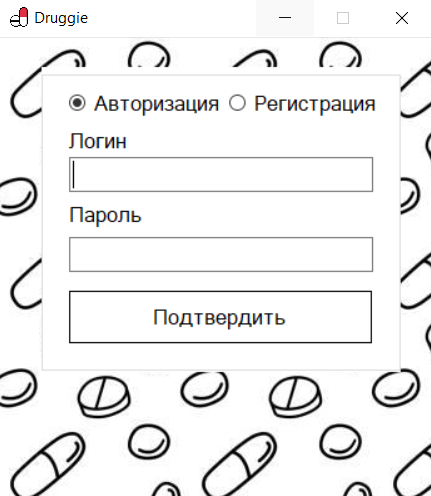 Druggie
Авторизация Регистрация
Логин
Пароль
Подтвердить